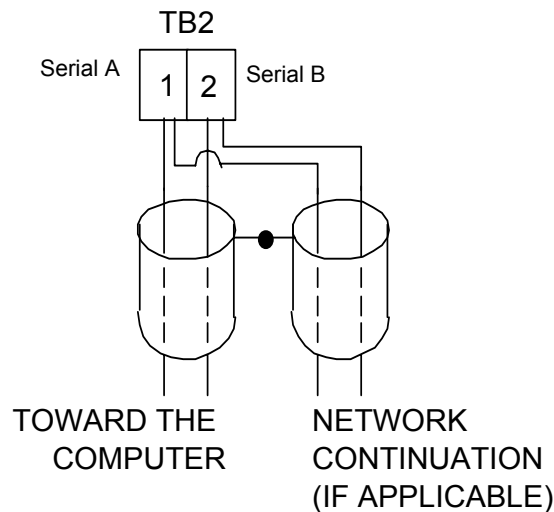 TB2
Serial A
1 2
Serial B
TOWARD THE
COMPUTER
NETWORK
CONTINUATION
(IF APPLICABLE)